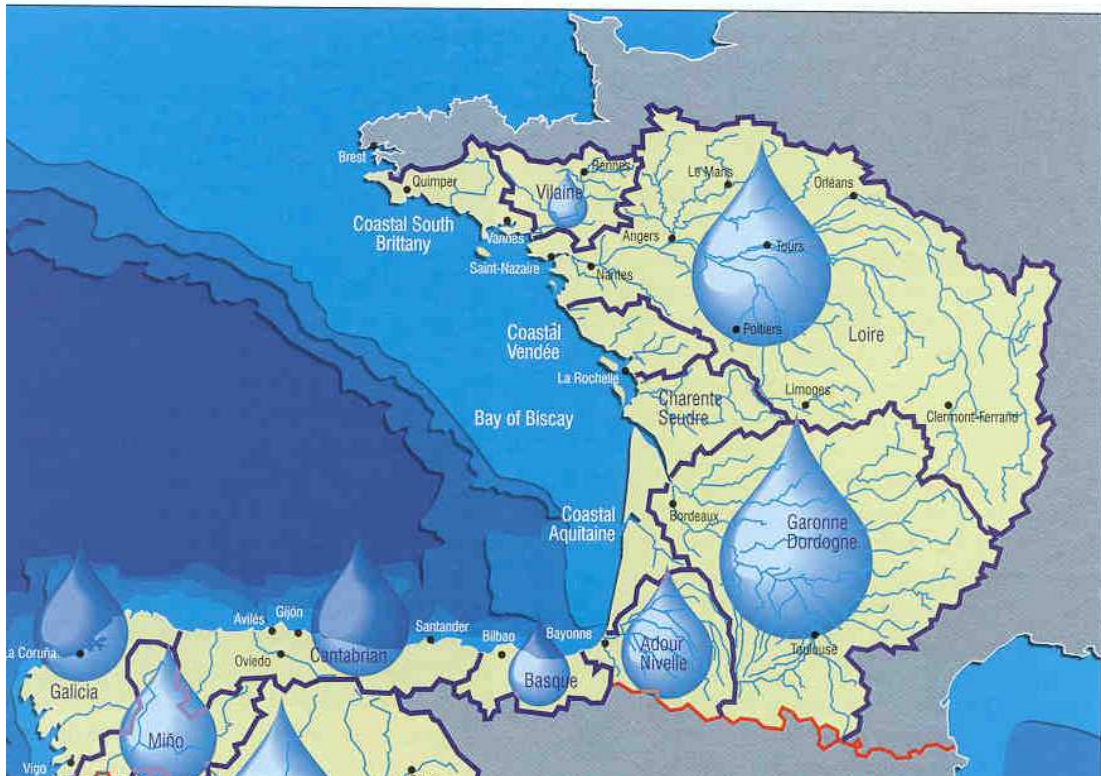 Brest
Quimper
Rennes
Vilaine
Le Mans
Orléans
Coastal South
Brittany
Vannes
Angers
Tours
Saint-Nazaire
Nantes
Coastal
Vendée
Poitiers
Loire
La Rochelle
Charente
Seudre
Limoges
Clermont-Ferrand
Bay of Biscay
Coastal
Aquitaine
Bordeaux
Garonne
Dordogne
Avilés
Gijón
Santander
Bilbao
Bayonne
Adour
Nivelle
Toulouse
La Coruña
Oviedo
Cantabrian
Basque
Galicia
Miño
Vigo